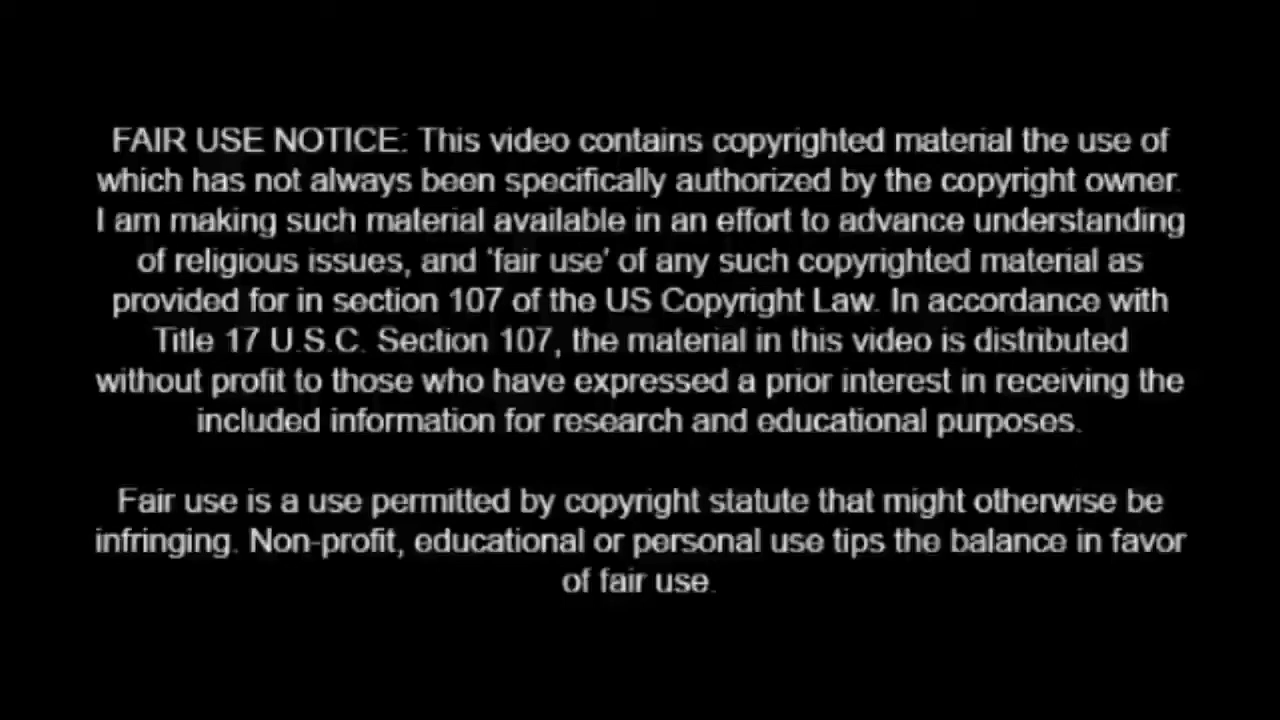 FAIR USE NOTICE: This video contains copyrighted material the use of
which has not always been specifically authorized by the copyright owner.
I am making such material available in an effort to advance understanding
of religious issues, and ‘fair use’ of any such copyrighted material as
provided for in section 107 of the US Copyright Law. In accordance with
Title 17 U.S.C. Section 107, the material in this video is distributed
without profit to those who have expressed a prior interest in receiving the
included information for research and educational purposes.
Fair use is a use permitted by copyright statute that might otherwise be
infringing. Non-profit, educational or personal use tips the balance in favor
of fair use.